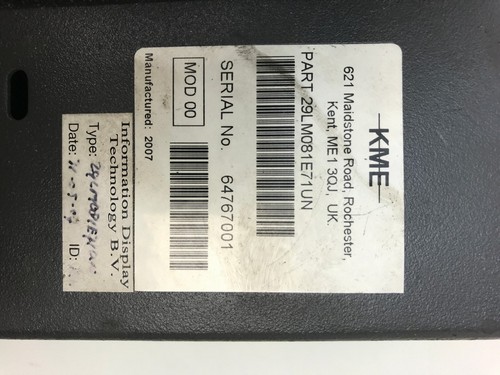 KME
621 Maidstone Road, Rochester,
Kent, ME1 3QJ, UK.
PART 29LM081E71UN
SERIAL No. 64767001
MOD 00
Manufactured: 2007
Information Display
Technology B.V.
Type:
Date:
ID: